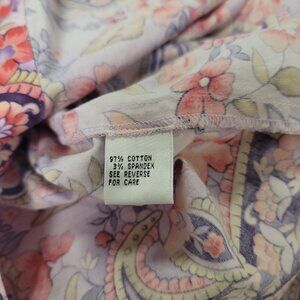 97% COTTON
3% SPANDEX
SEE REVERSE
FOR CARE